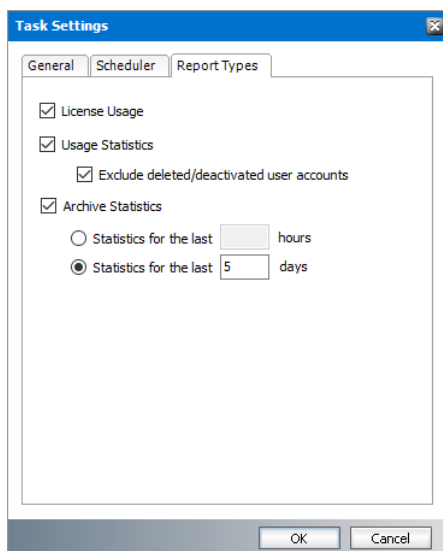 Task Settings
General Scheduler Report Types
License Usage
Usage Statistics
Exclude deleted/deactivated user accounts
Archive Statistics
Statistics for the last hours
Statistics for the last 5 days
OK Cancel